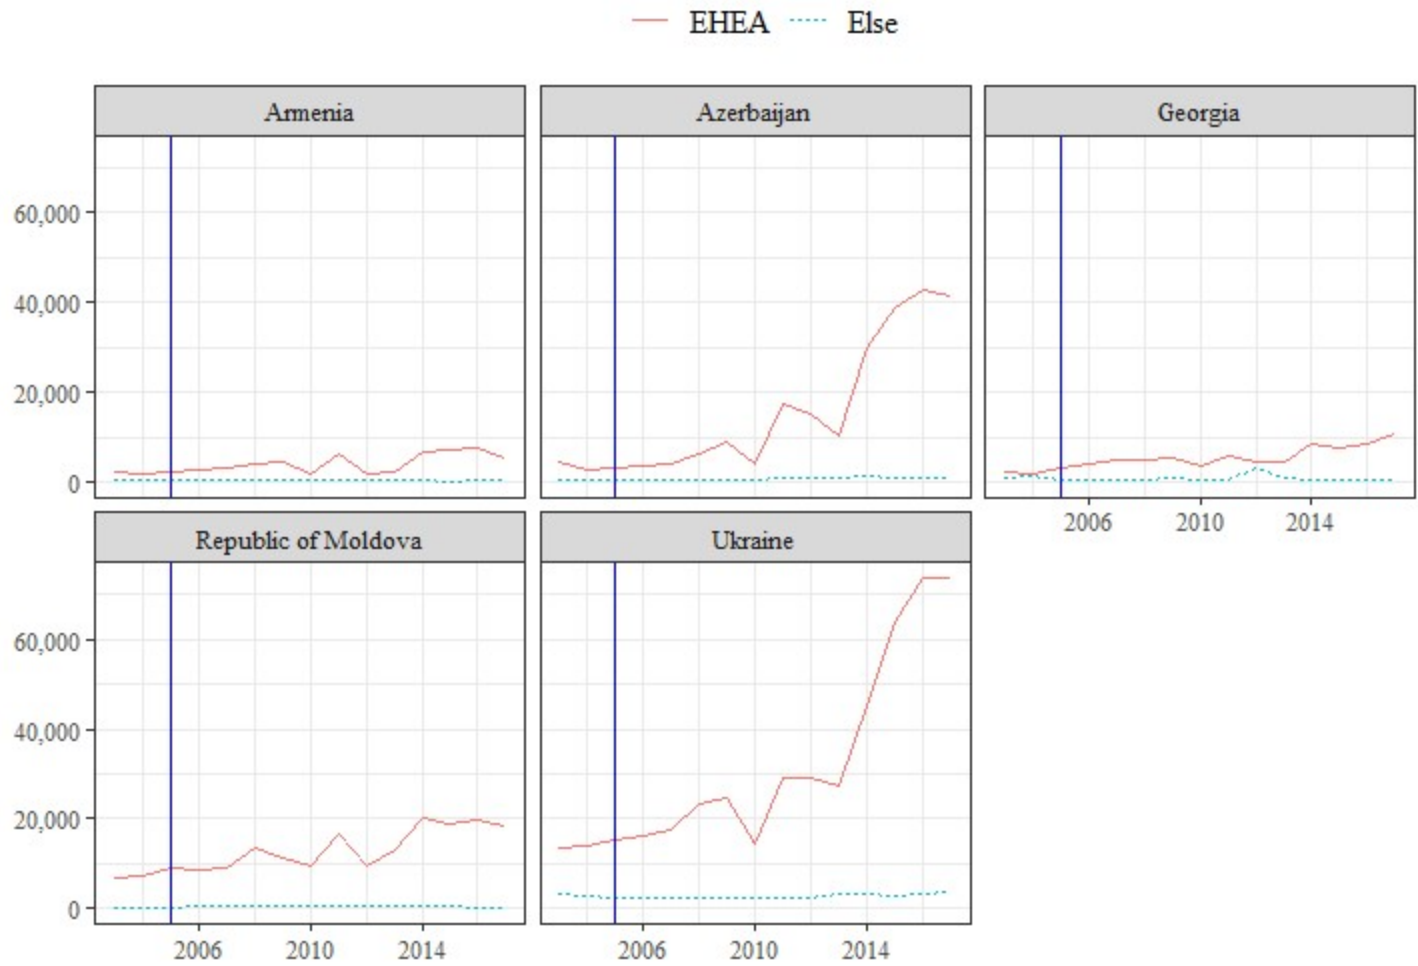 EHEA Else
Armenia Azerbaijan Georgia
60,000
40,000
20,000
0
2006 2010 2014
Republic of Moldova Ukraine
60,000
40,000
20,000
0
2006 2010 2014 2006 2010 2014